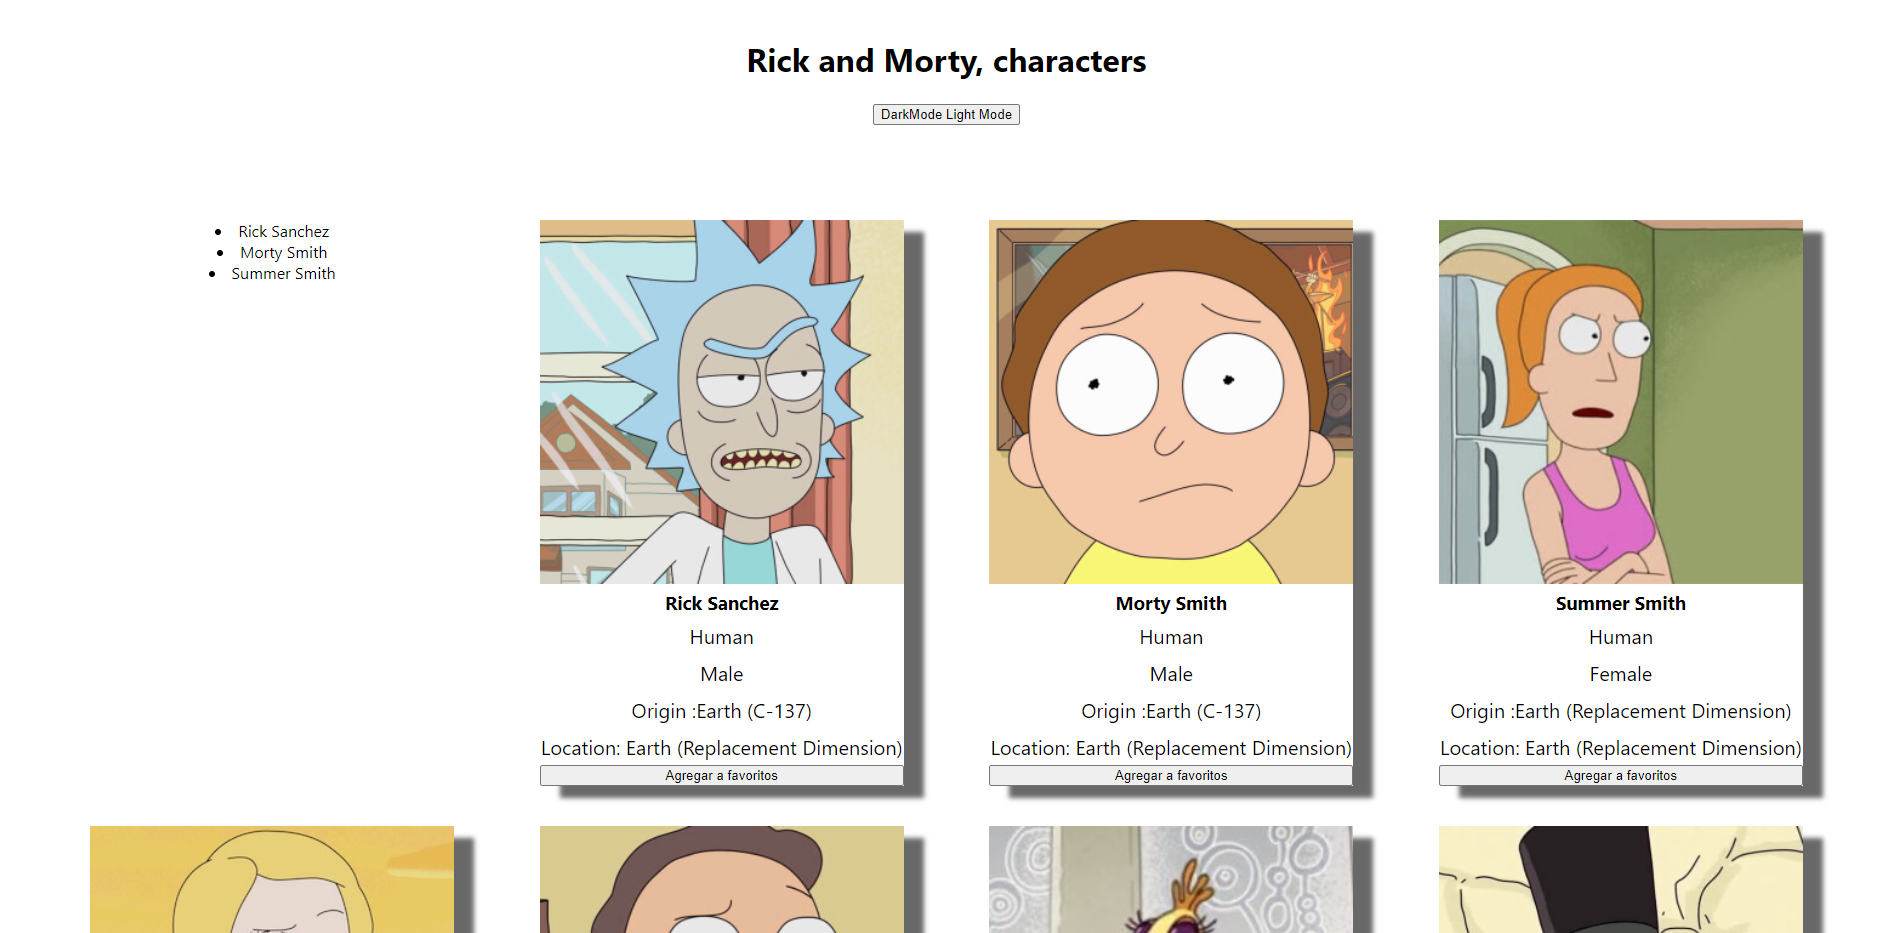 Rick and Morty, characters
DarkMode Light Mode
Rick Sanchez
Morty Smith
Summer Smith
Rick Sanchez
Human
Male
Origin :Earth (C-137)
Location: Earth (Replacement Dimension)
Agregar a favoritos
Morty Smith
Human
Male
Origin :Earth (C-137)
Location: Earth (Replacement Dimension)
Agregar a favoritos
Summer Smith
Human
Female
Origin :Earth (Replacement Dimension)
Location: Earth (Replacement Dimension)
Agregar a favoritos